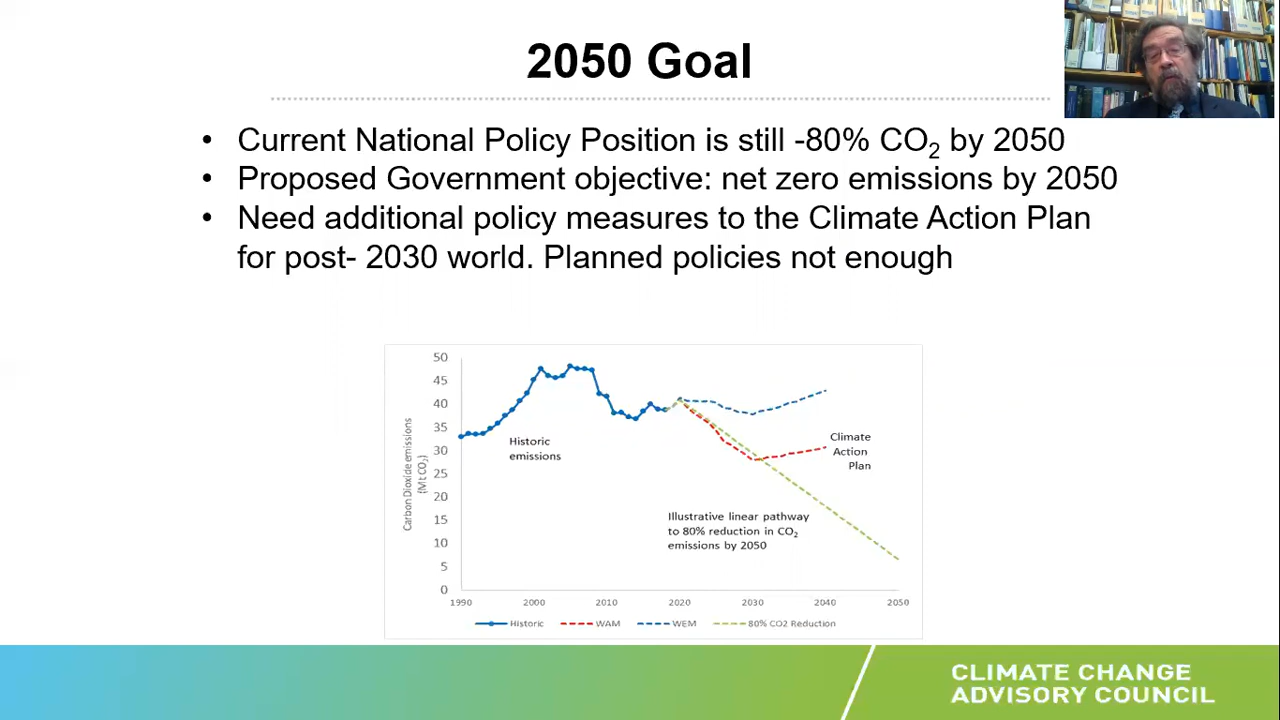 2050 Goal
• Current National Policy Position is still -80% CO2 by 2050
• Proposed Government objective: net zero emissions by 2050
• Need additional policy measures to the Climate Action Plan
for post- 2030 world. Planned policies not enough
50
45
40
35
30
25
20
15
10
5
0
Carbon Dioxide emissions
(Mt CO2)
Historic
emissions
Climate
Action
Plan
Illustrative linear pathway
to 80% reduction in CO2
emissions by 2050
1990 2000 2010 2020 2030 2040 2050
Historic WAM WEM 80% CO2 Reduction
CLIMATE CHANGE
ADVISORY COUNCIL